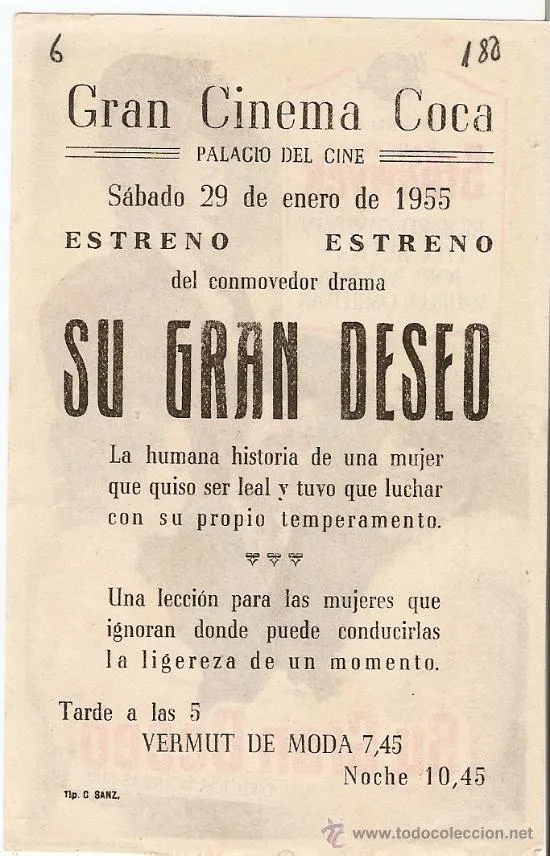 6
180
Gran Cinema Coca
PALACIO DEL CINE
Sábado 29 de enero de 1955
ESTRENO ESTRENO
del conmovedor drama
SU GRAN DESEO
La humana historia de una mujer
que quiso ser leal y tuvo que luchar
con su propio temperamento.
Una lección para las mujeres que
ignoran donde puede conducirlas
la ligereza de un momento.
Tarde a las 5
VERMUT DE MODA 7,45
Noche 10,45
Tip. C SANZ.
www.todocoleccion.net